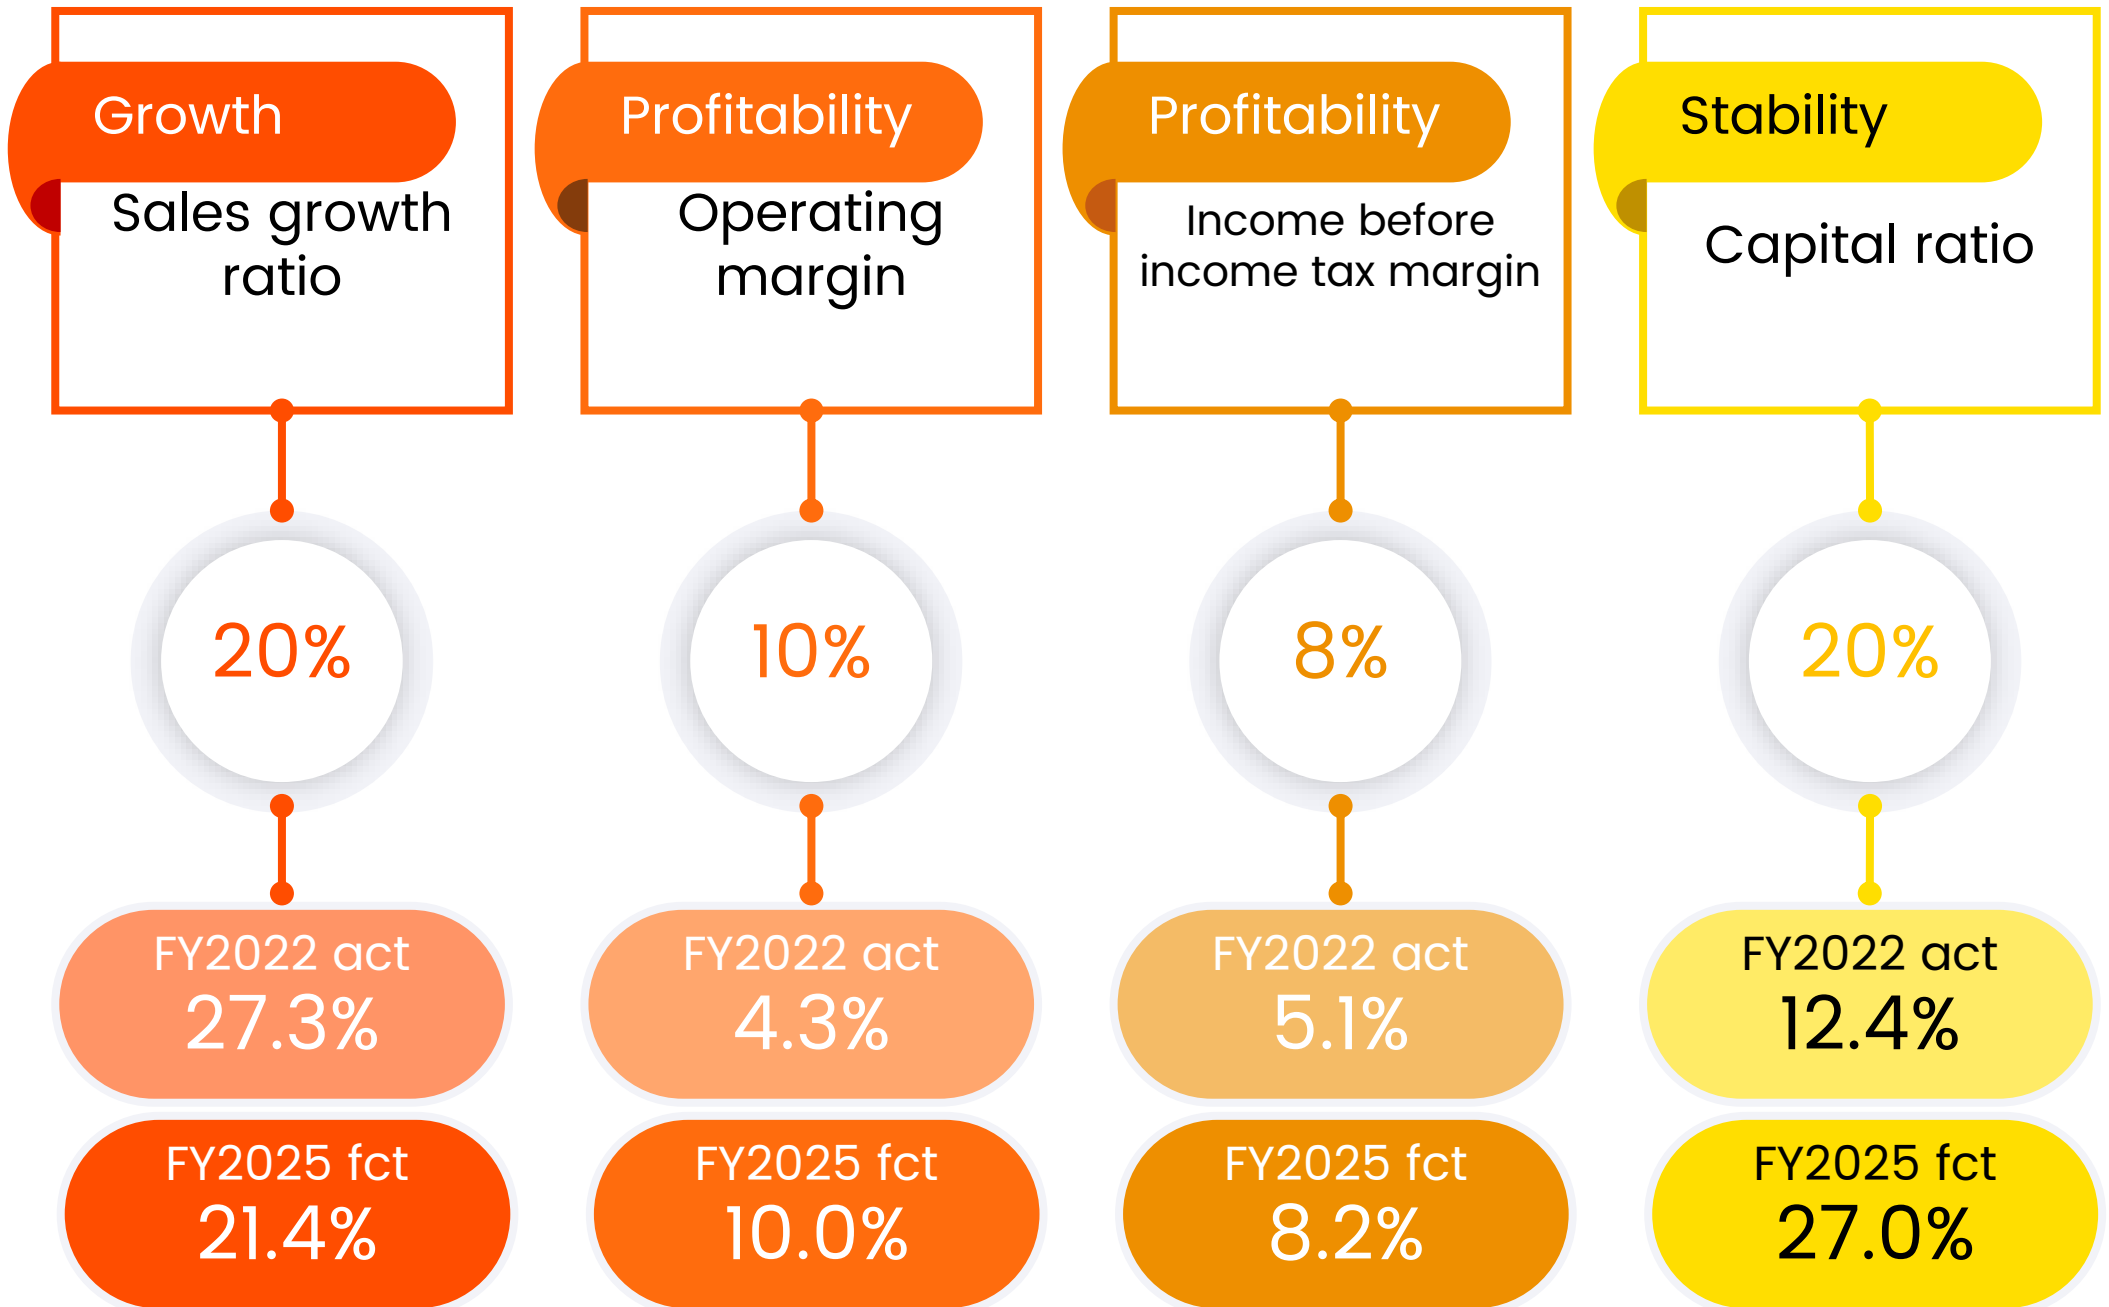 Growth
Sales growth
ratio
20%
FY2022 act
27.3%
FY2025 fct
21.4%
Profitability
Operating
margin
10%
FY2022 act
4.3%
FY2025 fct
10.0%
Profitability
Income before
income tax margin
8%
FY2022 act
5.1%
FY2025 fct
8.2%
Stability
Capital ratio
20%
FY2022 act
12.4%
FY2025 fct
27.0%